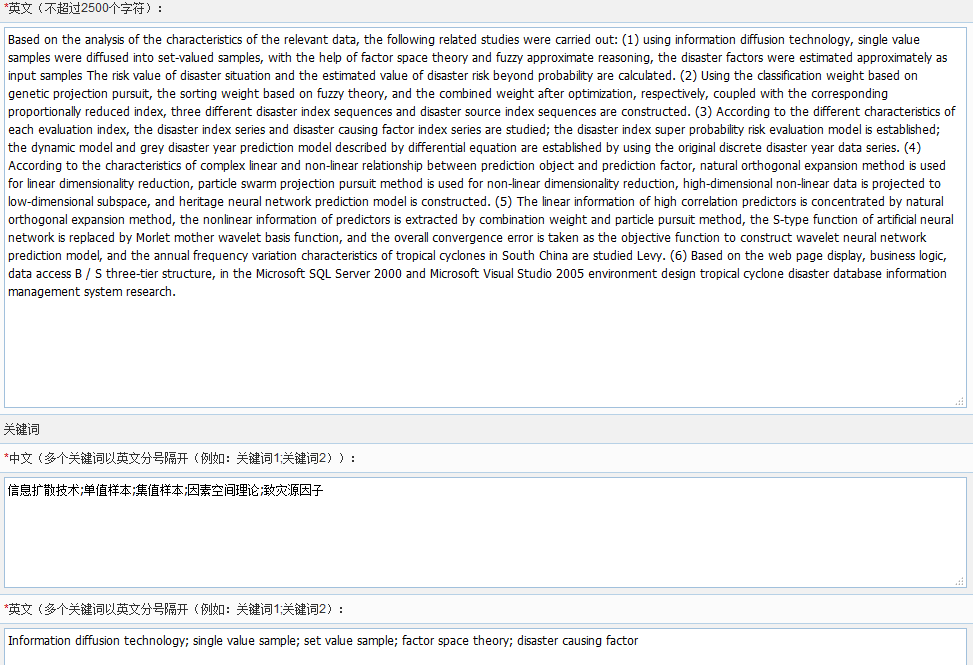 *英文（不超过2500个字符）：
Based on the analysis of the characteristics of the relevant data, the following related studies were carried out: (1) using information diffusion technology, single value
samples were diffused into set-valued samples, with the help of factor space theory and fuzzy approximate reasoning, the disaster factors were estimated approximately as
input samples The risk value of disaster situation and the estimated value of disaster risk beyond probability are calculated. (2) Using the classification weight based on
genetic projection pursuit, the sorting weight based on fuzzy theory, and the combined weight after optimization, respectively, coupled with the corresponding
proportionally reduced index, three different disaster index sequences and disaster source index sequences are constructed. (3) According to the different characteristics of
each evaluation index, the disaster index series and disaster causing factor index series are studied; the disaster index super probability risk evaluation model is established;
the dynamic model and grey disaster year prediction model described by differential equation are established by using the original discrete disaster year data series. (4)
According to the characteristics of complex linear and non-linear relationship between prediction object and prediction factor, natural orthogonal expansion method is used
for linear dimensionality reduction, particle swarm projection pursuit method is used for non-linear dimensionality reduction, high-dimensional non-linear data is projected to
low-dimensional subspace, and heritage neural network prediction model is constructed. (5) The linear information of high correlation predictors is concentrated by natural
orthogonal expansion method, the nonlinear information of predictors is extracted by combination weight and particle pursuit method, the S-type function of artificial neural
network is replaced by Morlet mother wavelet basis function, and the overall convergence error is taken as the objective function to construct wavelet neural network
prediction model, and the annual frequency variation characteristics of tropical cyclones in South China are studied Levy. (6) Based on the web page display, business logic,
data access B / S three-tier structure, in the Microsoft SQL Server 2000 and Microsoft Visual Studio 2005 environment design tropical cyclone disaster database information
management system research.
关键词
*中文（多个关键词以英文分号隔开（例如：关键词1;关键词2））：
信息扩散技术;单值样本;集值样本;因素空间理论;致灾源因子
*英文（多个关键词以英文分号隔开（例如：关键词1;关键词2）：
Information diffusion technology; single value sample; set value sample; factor space theory; disaster causing factor